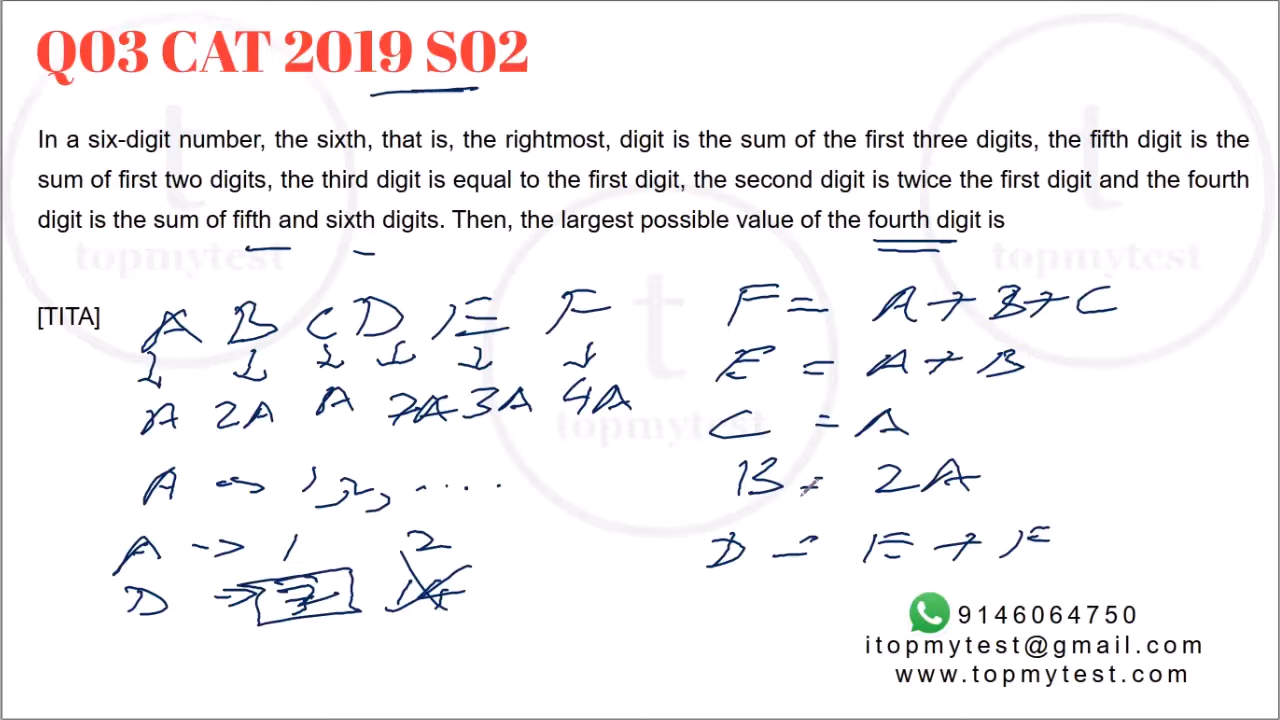 Q03 CAT 2019 S02
In a six-digit number, the sixth, that is, the rightmost, digit is the sum of the first three digits, the fifth digit is the
sum of first two digits, the third digit is equal to the first digit, the second digit is twice the first digit and the fourth
digit is the sum of fifth and sixth digits. Then, the largest possible value of the fourth digit is
[TITA]
A B C D E F
↓ ↓ ↓ ↓ ↓ ↓
A 2A A 7A 3A 4A
A → 1, 2, ....
A → 1 2
D → 7 14
F = A + B + C
E = A + B
C = A
B = 2A
D = E + F
9146064750
itopmytest@gmail.com
www.topmytest.com
t
topmytest
t
topmytest
t
topmytest